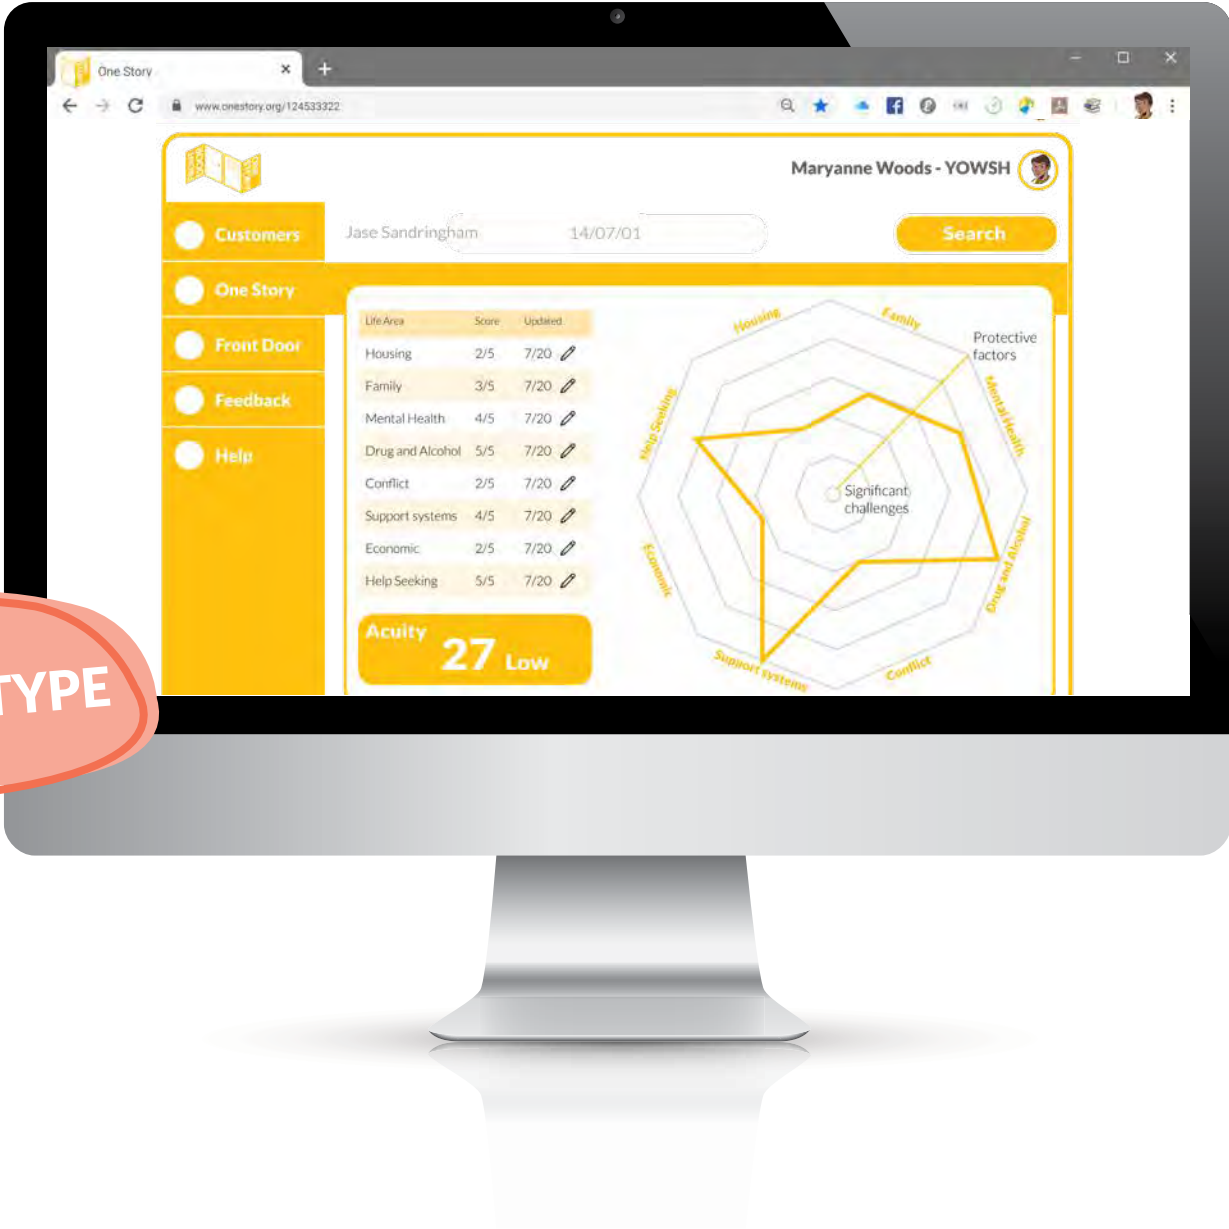 One Story
www.onestory.org/124533322
Maryanne Woods - YOWSH
Customers
One Story
Front Door
Feedback
Help
Jase Sandringham 14/07/01
Search
Life Area Score Updated
Housing 2/5 7/20
Family 3/5 7/20
Mental Health 4/5 7/20
Drug and Alcohol 5/5 7/20
Conflict 2/5 7/20
Support systems 4/5 7/20
Economic 2/5 7/20
Help Seeking 5/5 7/20
Acuity
27 Low
Housing
Family
Protective
factors
Mental Health
Help Seeking
Significant
challenges
Drug and Alcohol
Economic
Support systems
Conflict
TYPE